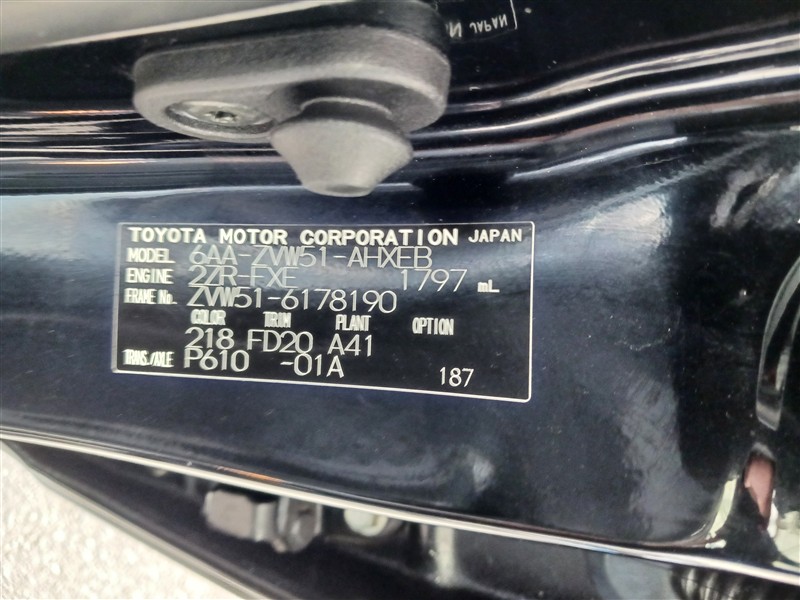 N JAPAN
TOYOTA MOTOR CORPORATION JAPAN
MODEL 6AA-ZVW51-AHXEB
ENGINE 2ZR-FXE 1797 mL
FRAME No. ZVW51-6178190
COLOR TRIM PLANT OPTION
218 FD20 A41
TRANS./AXLE P610 -01A 187